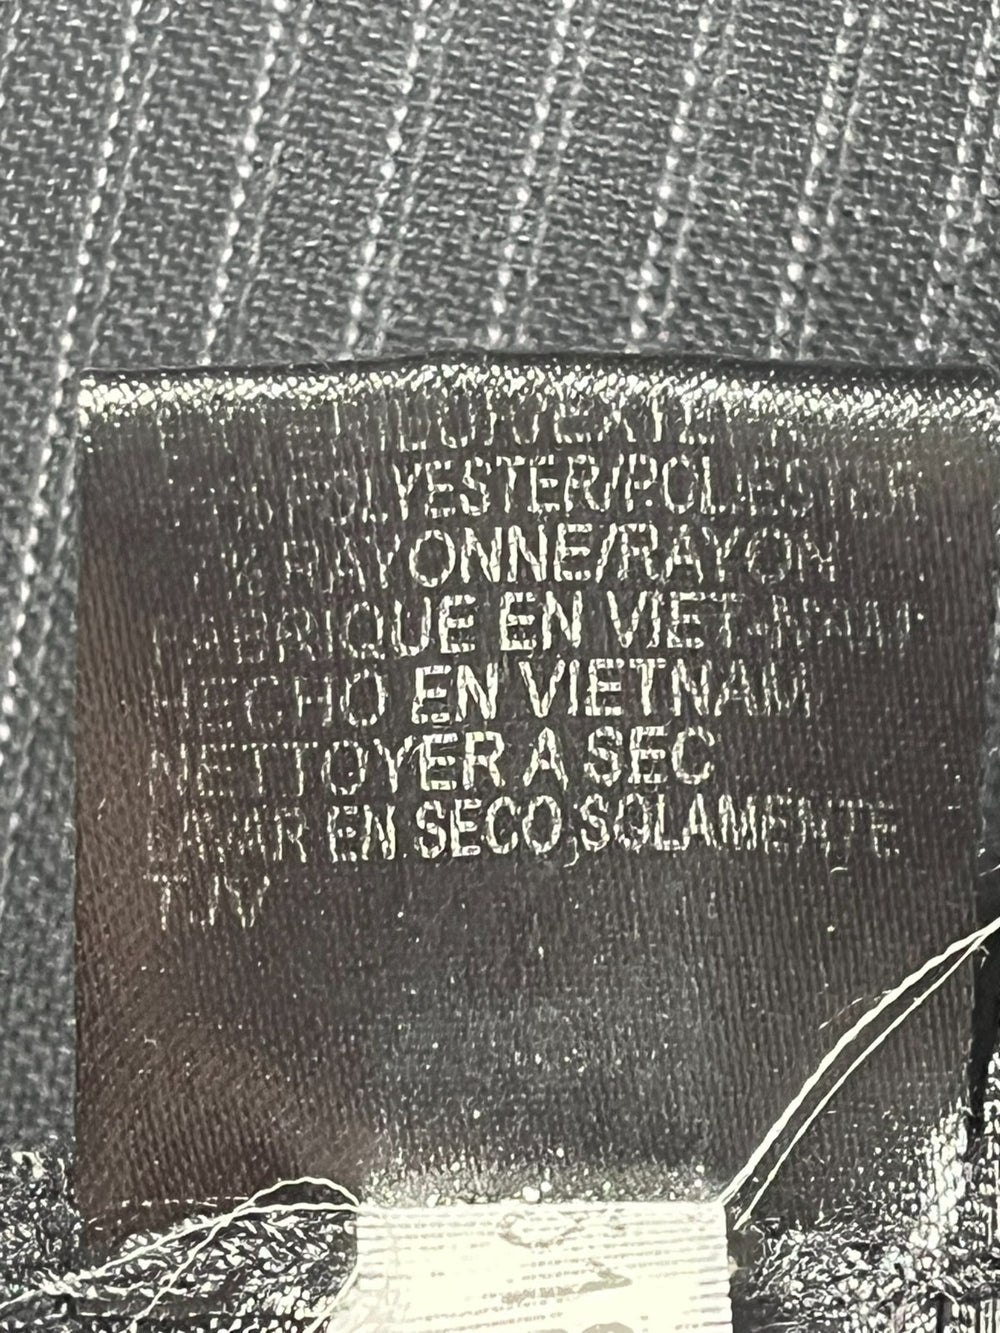 POLYESTER/POLIESTER
% RAYONNE/RAYON
FABRIQUE EN VIET-NAM
HECHO EN VIETNAM
NETTOYER A SEC
LAVAR EN SECO SOLAMENTE